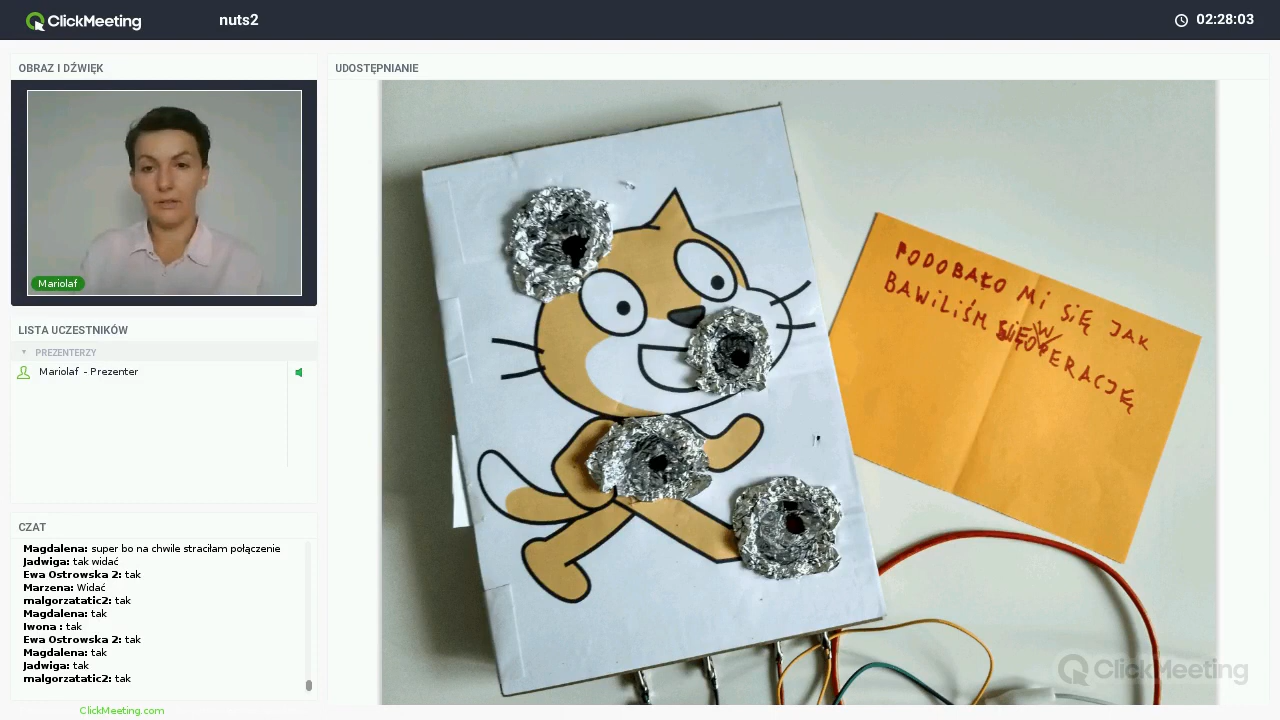 ClickMeeting
nuts2
02:28:03
OBRAZ I DŹWIĘK
Mariolaf
LISTA UCZESTNIKÓW
PREZENTERZY
Mariolaf - Prezenter
CZAT
Magdalena: super bo na chwile straciłam połączenie
Jadwiga: tak widać
Ewa Ostrowska 2: tak
Marzena: Widać
malgorzatatic2: tak
Magdalena: tak
Iwona : tak
Ewa Ostrowska 2: tak
Magdalena: tak
Jadwiga: tak
malgorzatatic2: tak
ClickMeeting.com
UDOSTĘPNIANIE
PODOBAŁO Mi SiĘ JAK
BAWiLiŚM W OPERACJĘ
ClickMeeting